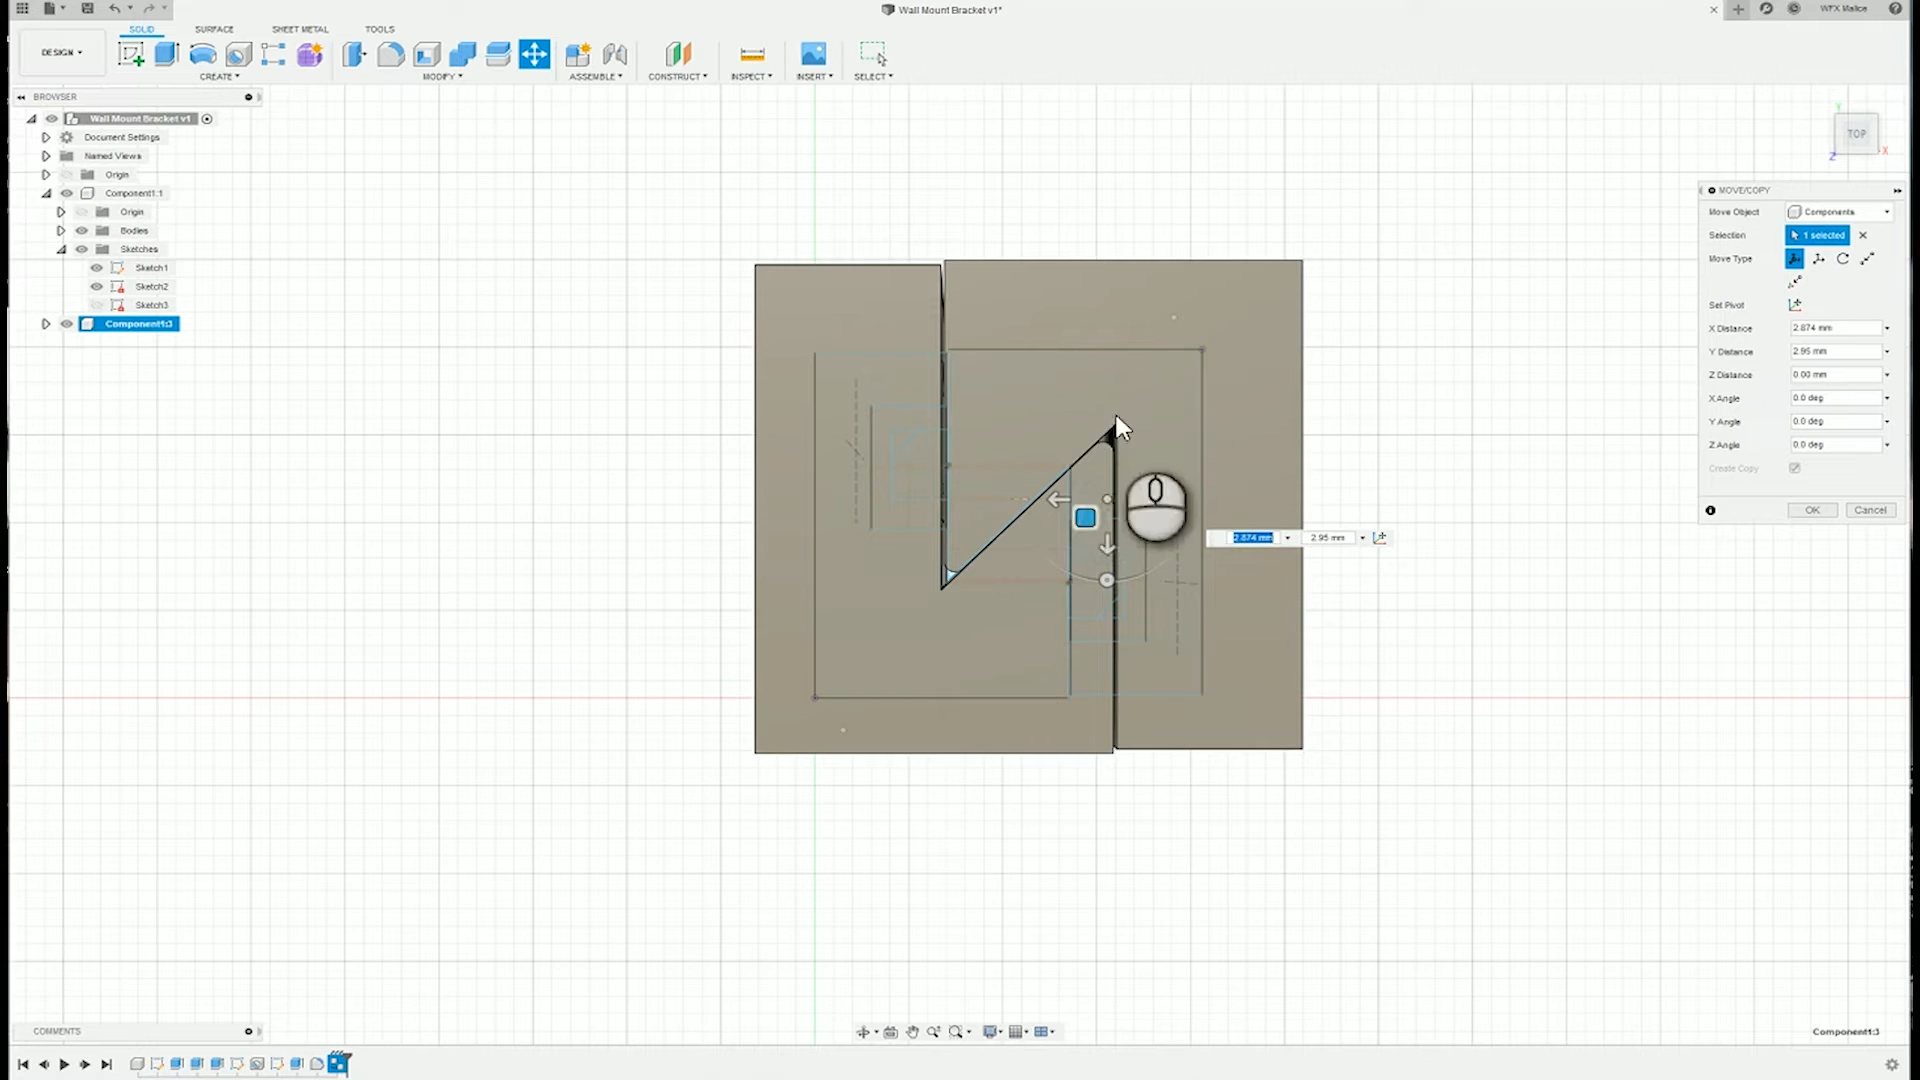 Wall Mount Bracket v1*
WFX Malice
SOLID SURFACE SHEET METAL TOOLS
DESIGN
CREATE MODIFY ASSEMBLE CONSTRUCT INSPECT INSERT SELECT
BROWSER
Wall Mount Bracket v1
Document Settings
Named Views
Origin
Component1:1
Origin
Bodies
Sketches
Sketch1
Sketch2
Sketch3
Component1:3
Y
TOP
Z
X
MOVE/COPY
Move Object Components
Selection 1 selected
Move Type
Set Pivot
X Distance 2.874 mm
Y Distance 2.95 mm
Z Distance 0.00 mm
X Angle 0.0 deg
Y Angle 0.0 deg
Z Angle 0.0 deg
Create Copy
OK Cancel
2.874 mm 2.95 mm
COMMENTS
Component1:3